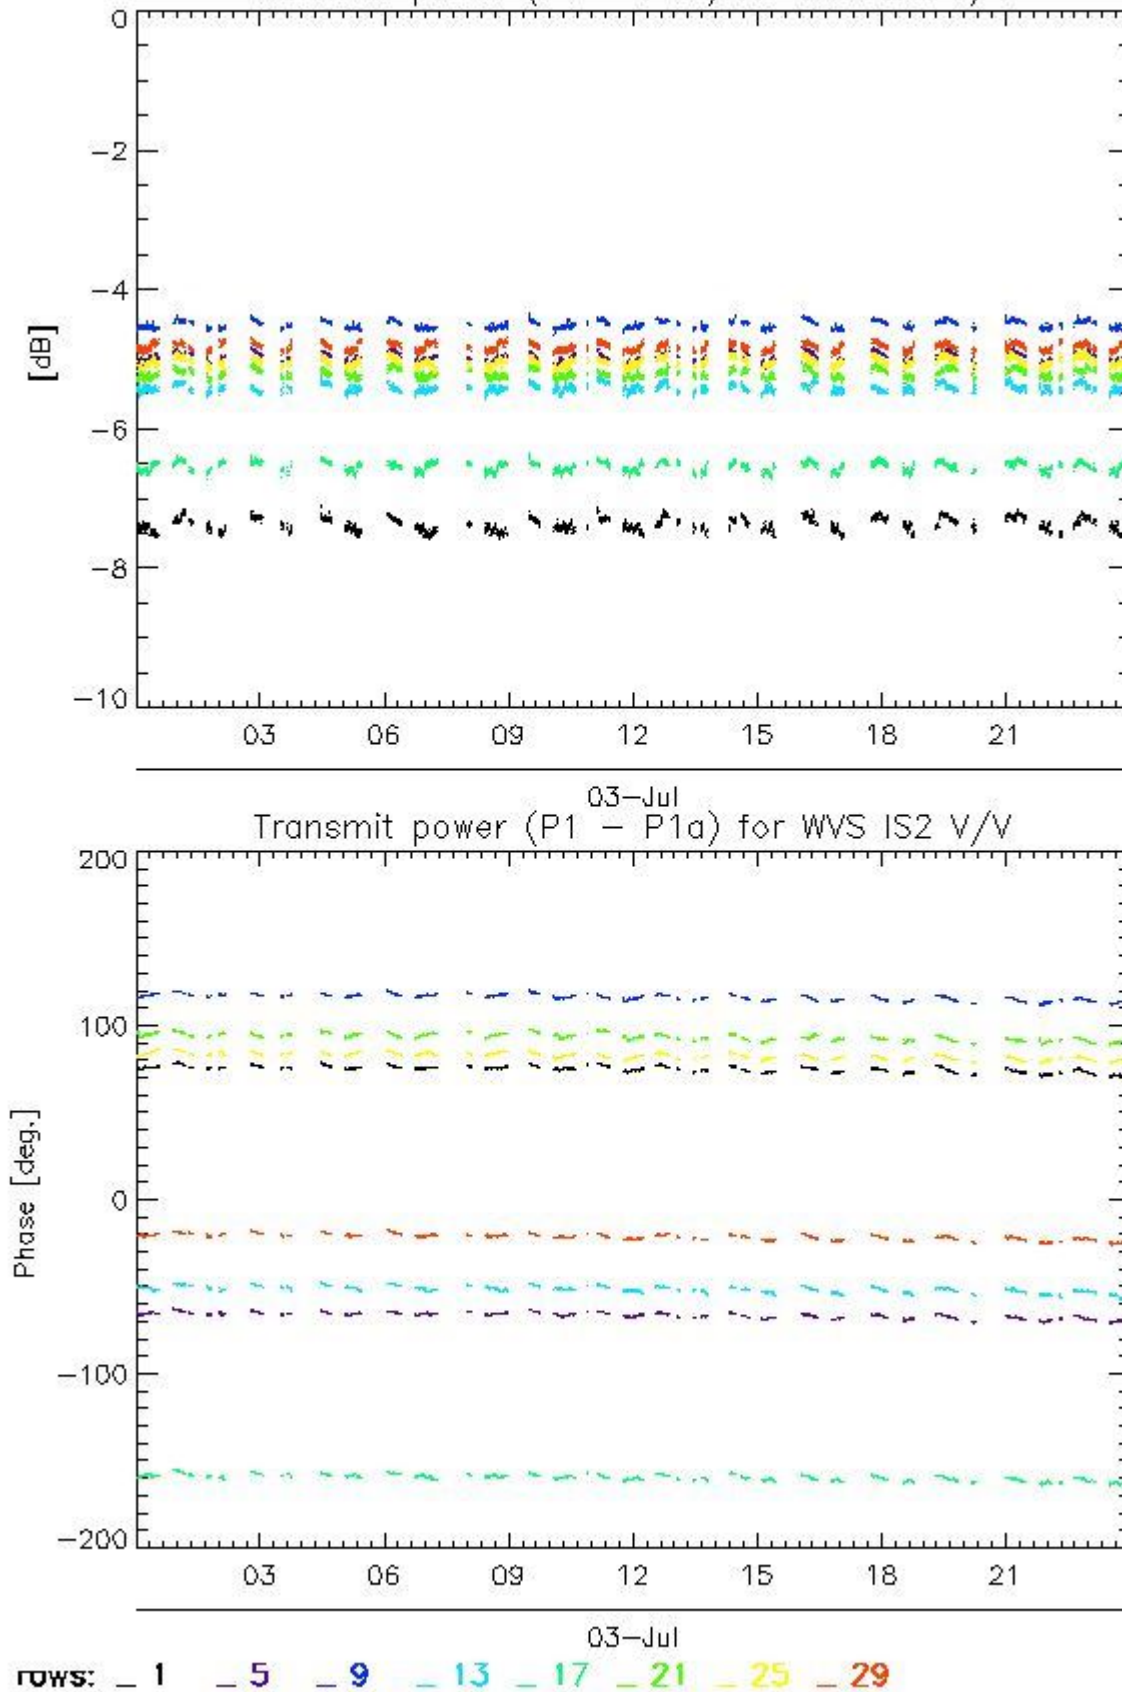 0
-2
-4
[dB]
-6
-8
-10
03 06 09 12 15 18 21
03-Jul
Transmit power (P1 - P1a) for WVS IS2 V/V
200
100
0
Phase [deg.]
-100
-200
03 06 09 12 15 18 21
03-Jul
rows: _ 1 _ 5 _ 9 _ 13 _ 17 _ 21 _ 25 _ 29